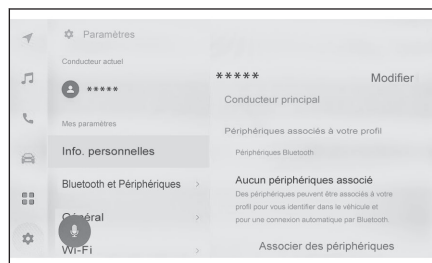 Paramètres
Conducteur actuel
*****
Mes paramètres
Info. personnelles
Bluetooth et Périphériques
Général
Wi-Fi
***** Modifier
Conducteur principal
Périphériques associés à votre profil
Périphériques Bluetooth
Aucun périphériques associé
Des périphériques peuvent être associés à votre
profil pour vous identifier dans le véhicule et
pour une connexion automatique par Bluetooth.
Associer des périphériques